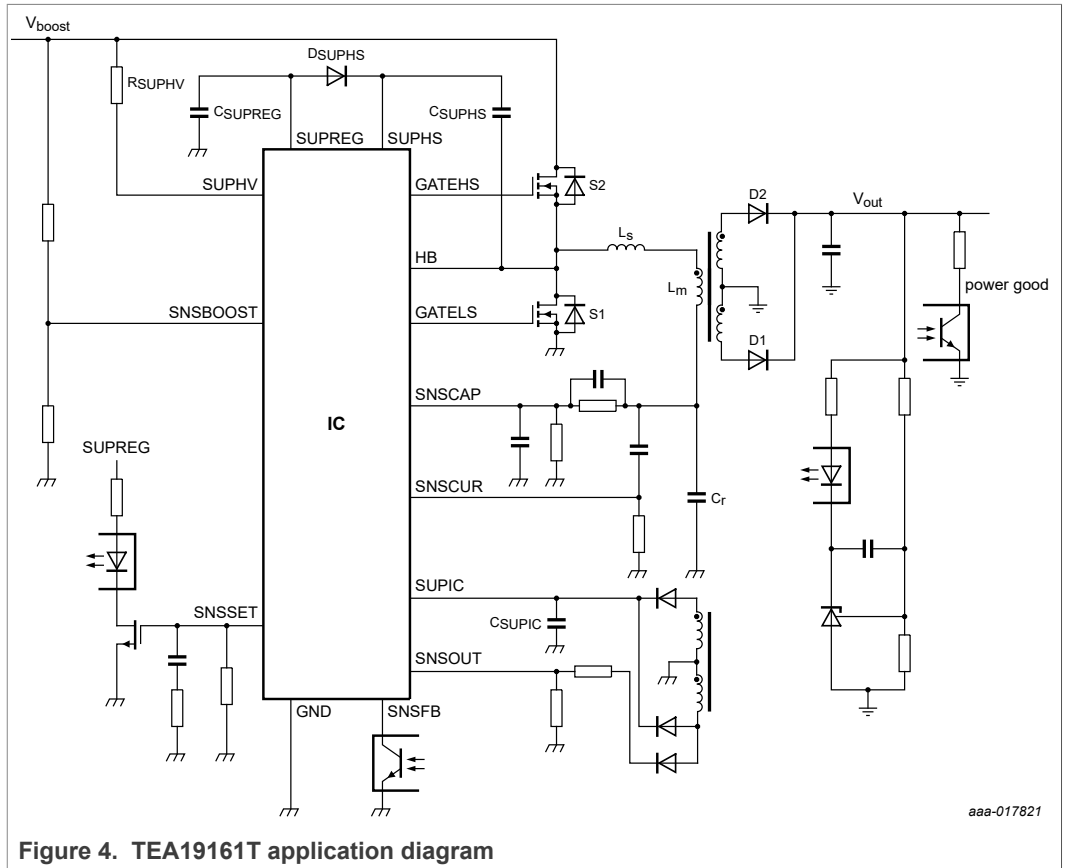 Vboost
DSUPHS
RSUPHV
CSUPREG
CSUPHS
SUPREG
SUPHS
SUPHV
GATEHS
S2
D2
Vout
Ls
HB
Lm
power good
SNSBOOST
GATELS
S1
D1
SNSCAP
IC
SUPREG
SNSCUR
Cr
SUPIC
SNSSET
CSUPIC
SNSOUT
GND
SNSFB
aaa-017821
Figure 4. TEA19161T application diagram